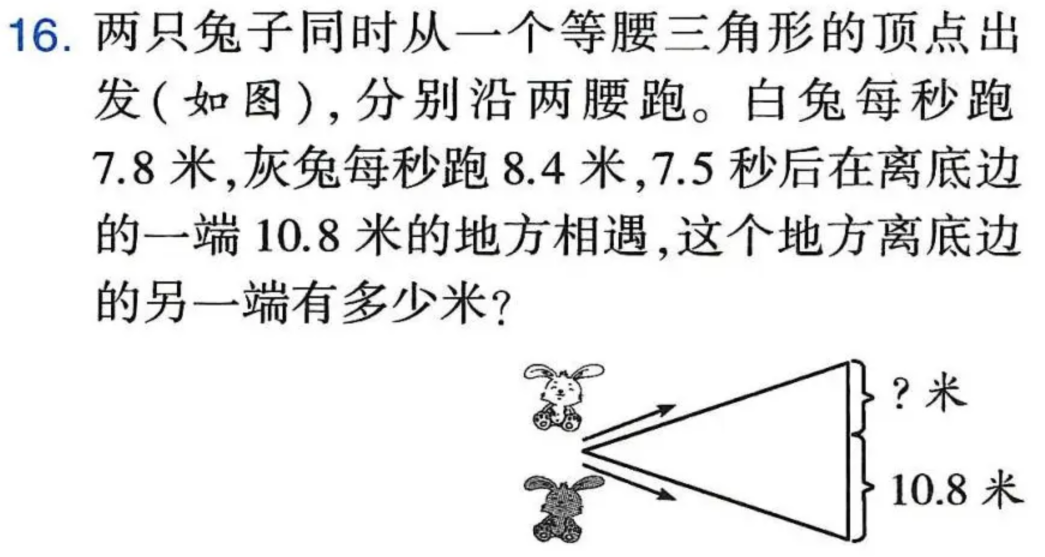 16. 两只兔子同时从一个等腰三角形的顶点出
发(如图),分别沿两腰跑。白兔每秒跑
7.8 米,灰兔每秒跑 8.4 米,7.5 秒后在离底边
的一端 10.8 米的地方相遇,这个地方离底边
的另一端有多少米?
? 米
10.8 米